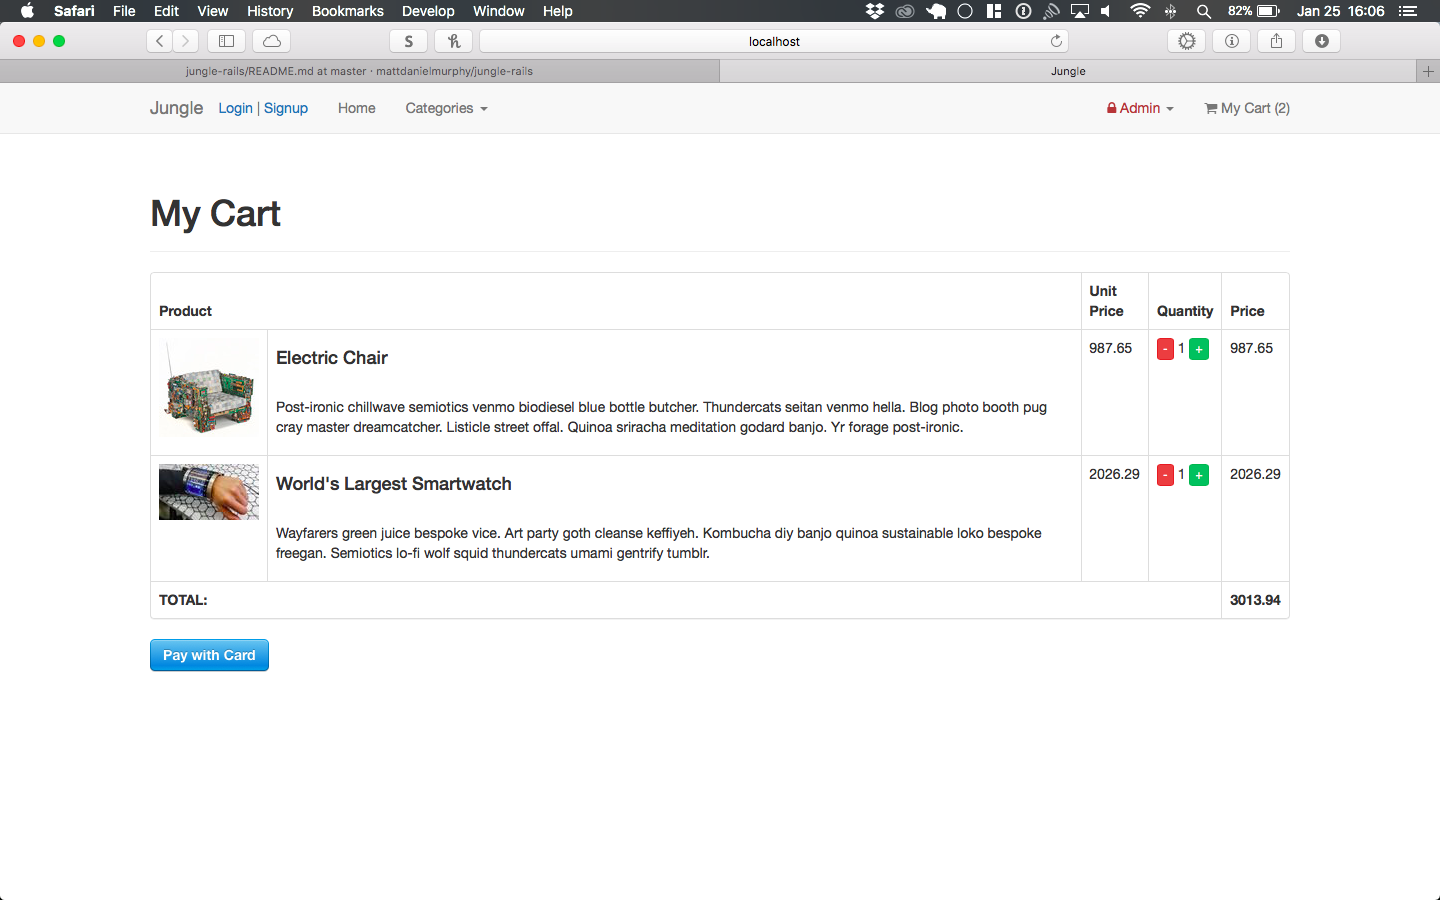 Safari File Edit View History Bookmarks Develop Window Help 82% Jan 25 16:06
S localhost
jungle-rails/README.md at master · mattdanielmurphy/jungle-rails Jungle
Jungle Login | Signup Home Categories Admin My Cart (2)
My Cart
Product Unit Price Quantity Price
Electric Chair 987.65 - 1 + 987.65
Post-ironic chillwave semiotics venmo biodiesel blue bottle butcher. Thundercats seitan venmo hella. Blog photo booth pug
cray master dreamcatcher. Listicle street offal. Quinoa sriracha meditation godard banjo. Yr forage post-ironic.
World's Largest Smartwatch 2026.29 - 1 + 2026.29
Wayfarers green juice bespoke vice. Art party goth cleanse keffiyeh. Kombucha diy banjo quinoa sustainable loko bespoke
freegan. Semiotics lo-fi wolf squid thundercats umami gentrify tumblr.
TOTAL: 3013.94
Pay with Card